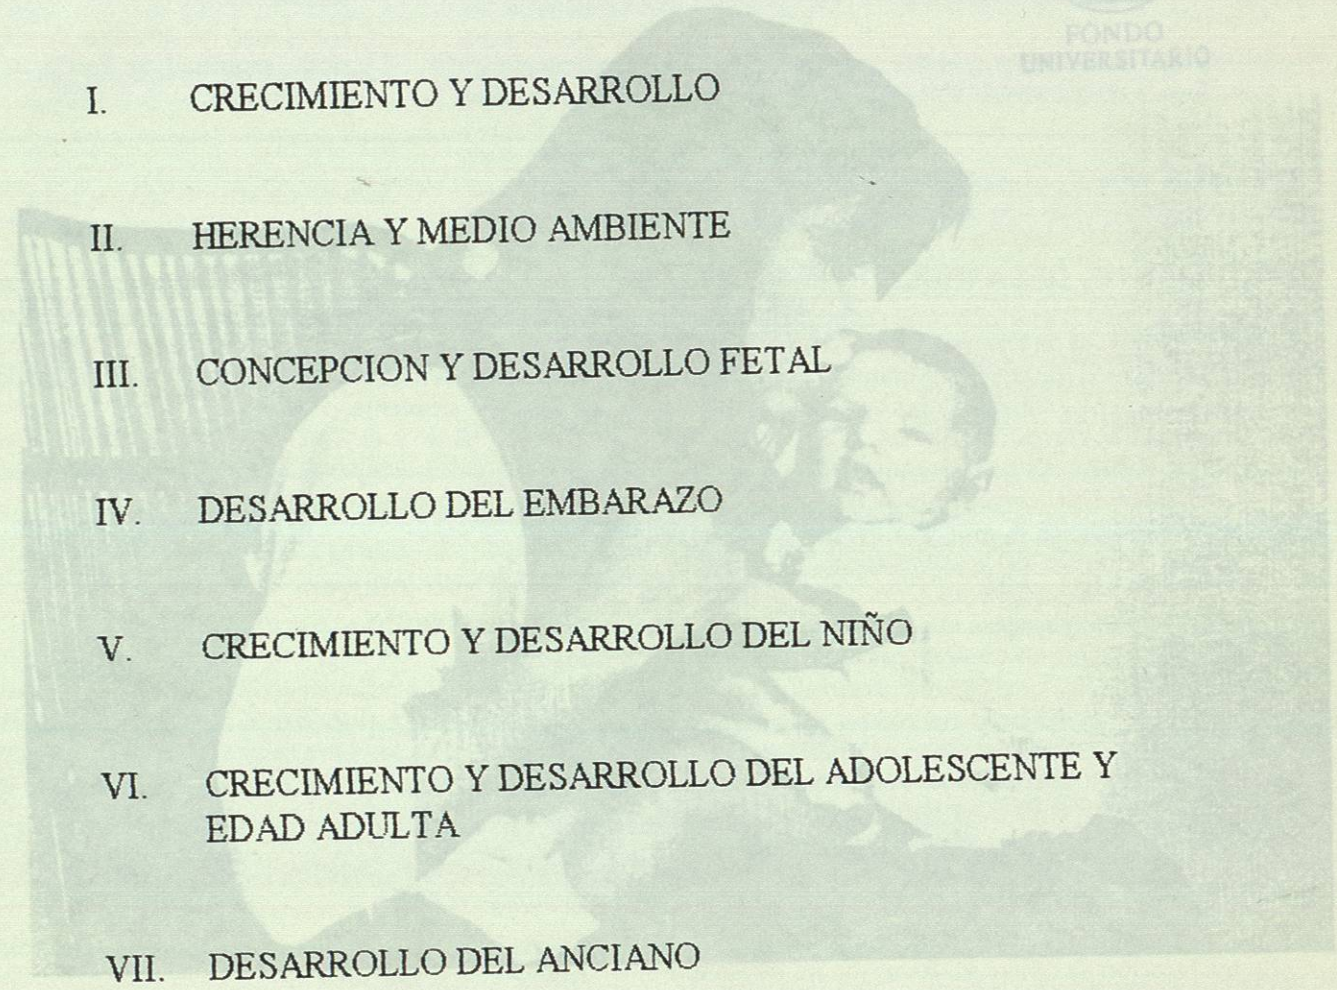 FONDO
UNIVERSITARIO
I. CRECIMIENTO Y DESARROLLO
II. HERENCIA Y MEDIO AMBIENTE
III. CONCEPCION Y DESARROLLO FETAL
IV. DESARROLLO DEL EMBARAZO
V. CRECIMIENTO Y DESARROLLO DEL NIÑO
VI. CRECIMIENTO Y DESARROLLO DEL ADOLESCENTE Y
EDAD ADULTA
VII. DESARROLLO DEL ANCIANO